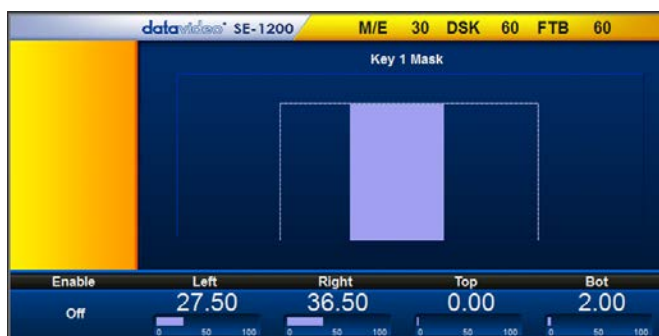 datavideo SE-1200 M/E 30 DSK 60 FTB 60
Key 1 Mask
Enable Left Right Top Bot
Off 27.50 36.50 0.00 2.00
0 50 100 0 50 100 0 50 100 0 50 100